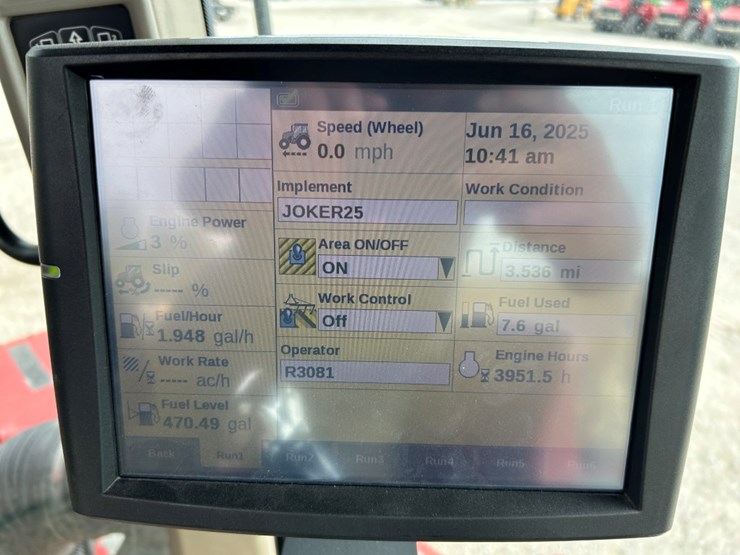 Run 1
Speed (Wheel)
0.0 mph
Jun 16, 2025
10:41 am
Implement
JOKER25
Work Condition
Engine Power
3 %
Area ON/OFF
ON
Distance
3.536 mi
Slip
----- %
Work Control
Off
Fuel Used
7.6 gal
Fuel/Hour
1.948 gal/h
Operator
R3081
Engine Hours
3951.5 h
Work Rate
----- ac/h
Fuel Level
470.49 gal
Back Run1 Run2 Run3 Run4 Run5